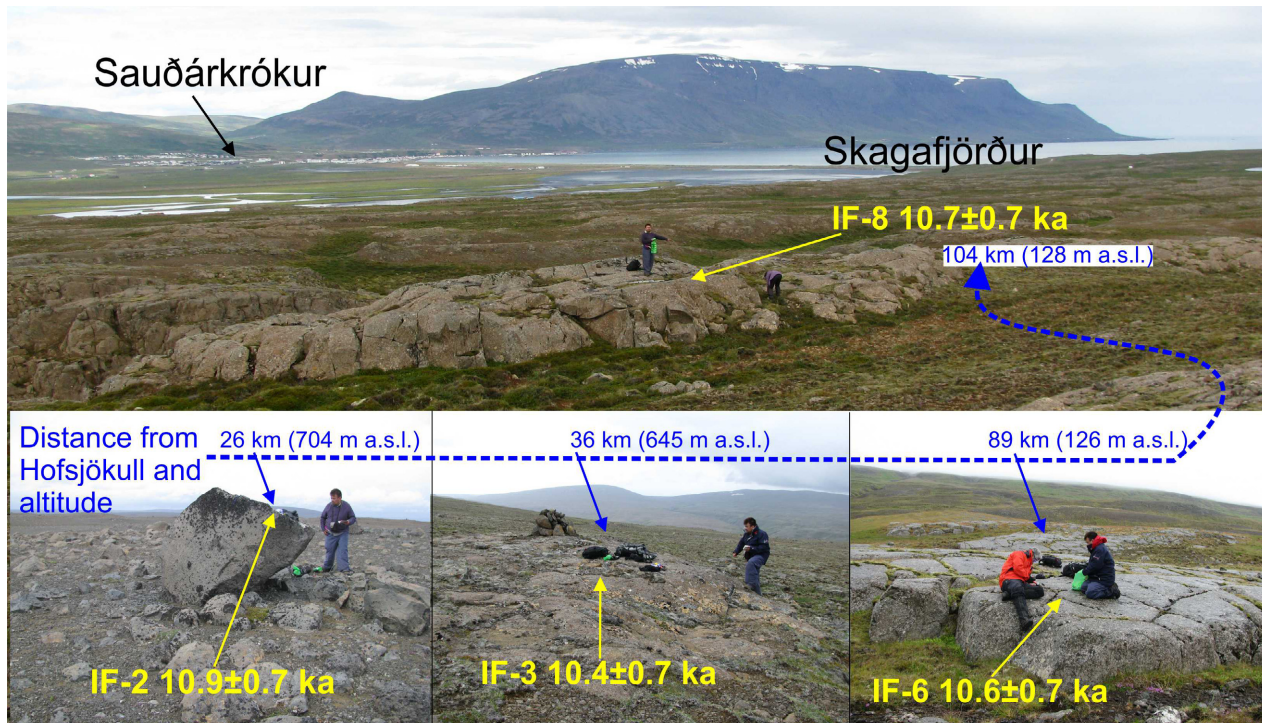 Sauðárkrókur
Skagafjörður
IF-8 10.7±0.7 ka
104 km (128 m a.s.l.)
Distance from
Hofsjökull and
altitude
26 km (704 m a.s.l.)
36 km (645 m a.s.l.)
89 km (126 m a.s.l.)
IF-2 10.9±0.7 ka
IF-3 10.4±0.7 ka
IF-6 10.6±0.7 ka